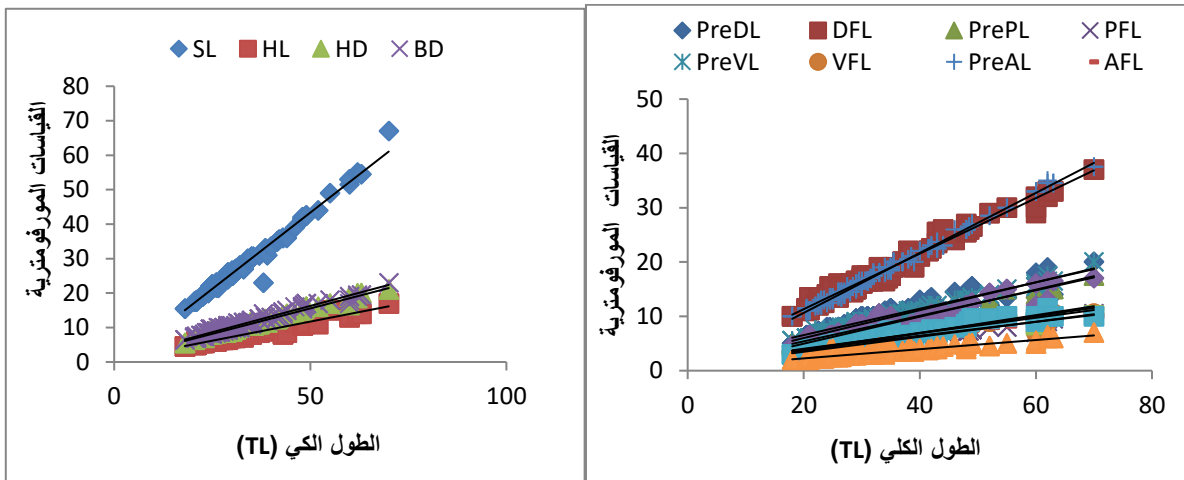 SL HL HD BD
80
70
60
50
40
30
20
10
0
0 50 100
القياسات المورفومترية
الطول الكي (TL)
PreDL DFL PrePL PFL
PreVL VFL PreAL AFL
50
40
30
20
10
0
0 20 40 60 80
القياسات المورفومترية
الطول الكلي (TL)